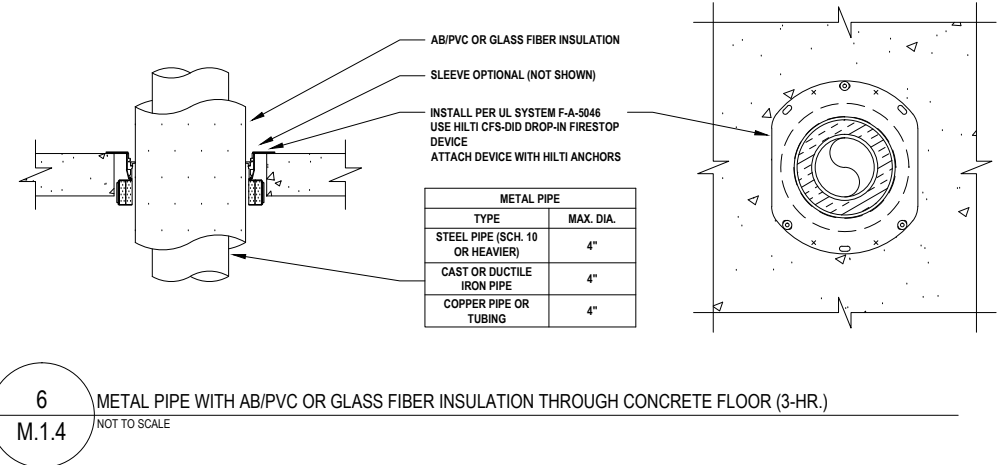 AB/PVC OR GLASS FIBER INSULATION
SLEEVE OPTIONAL (NOT SHOWN)
INSTALL PER UL SYSTEM F-A-5046
USE HILTI CFS-DID DROP-IN FIRESTOP
DEVICE
ATTACH DEVICE WITH HILTI ANCHORS
METAL PIPE
TYPE MAX. DIA.
STEEL PIPE (SCH. 10
OR HEAVIER) 4"
CAST OR DUCTILE
IRON PIPE 4"
COPPER PIPE OR
TUBING 4"
6
M.1.4
METAL PIPE WITH AB/PVC OR GLASS FIBER INSULATION THROUGH CONCRETE FLOOR (3-HR.)
NOT TO SCALE